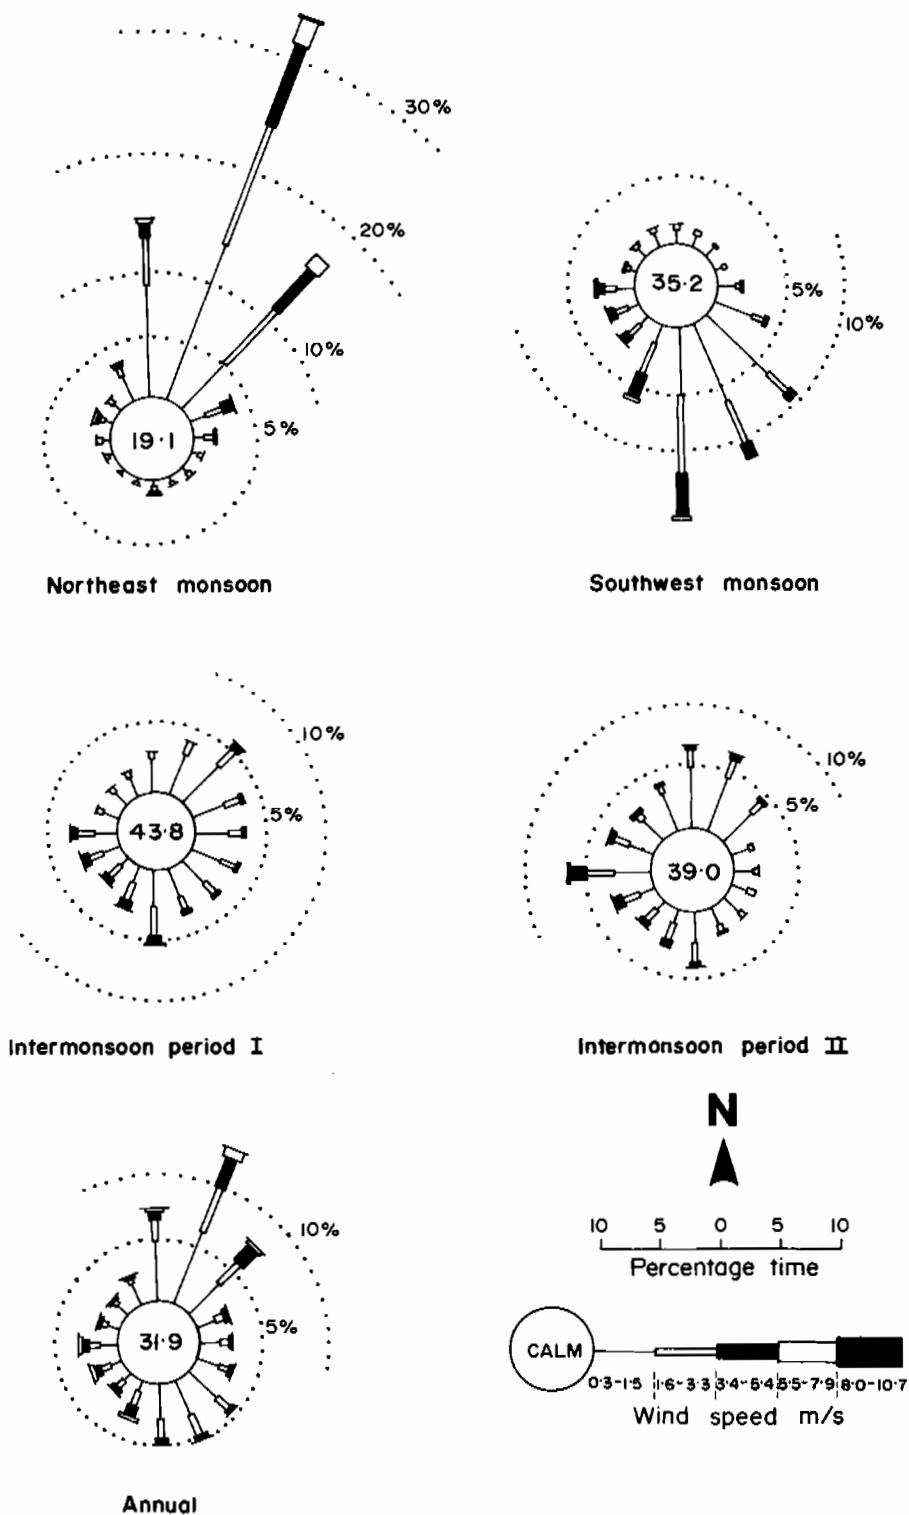 30%
20%
10%
5%
19·1
Northeast monsoon
35·2
5%
10%
Southwest monsoon
10%
5%
43·8
Intermonsoon period I
10%
5%
39·0
Intermonsoon period II
10%
5%
31·9
Annual
N
10 5 0 5 10
Percentage time
CALM
0·3-1·5 1·6-3·3 3·4-5·4 5·5-7·9 8·0-10·7
Wind speed m/s